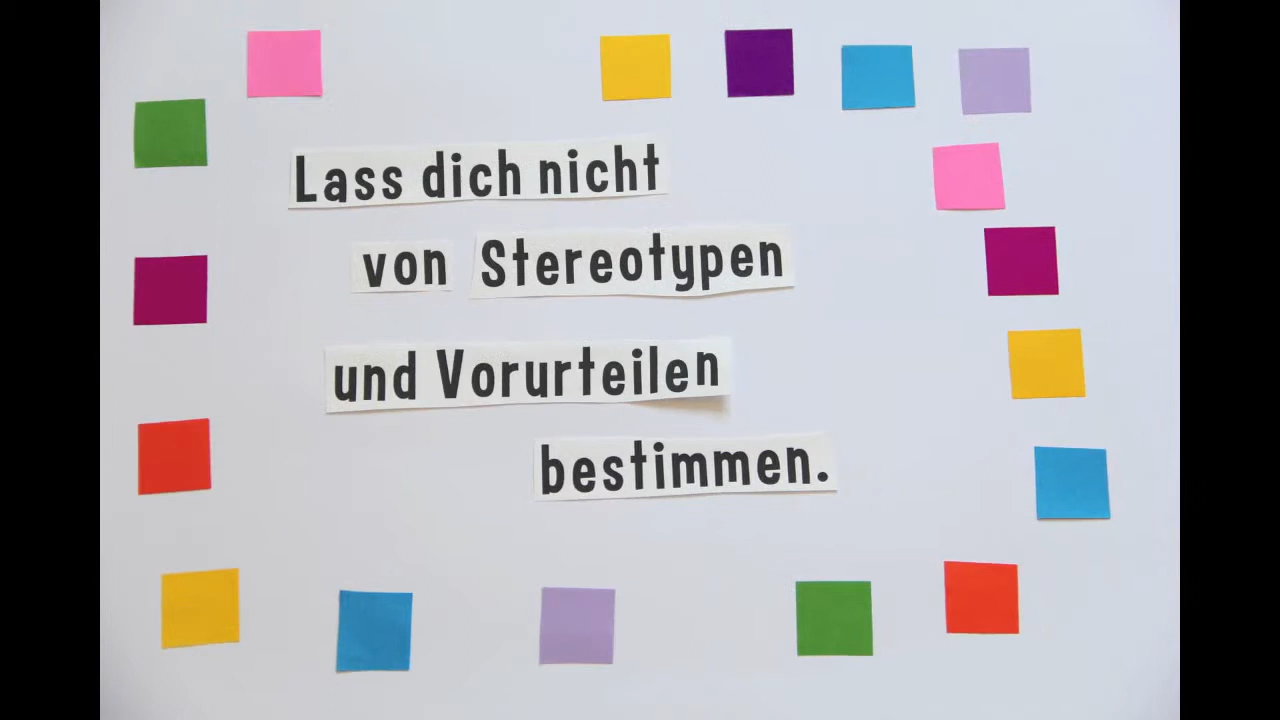 Lass dich nicht
von Stereotypen
und Vorurteilen
bestimmen.